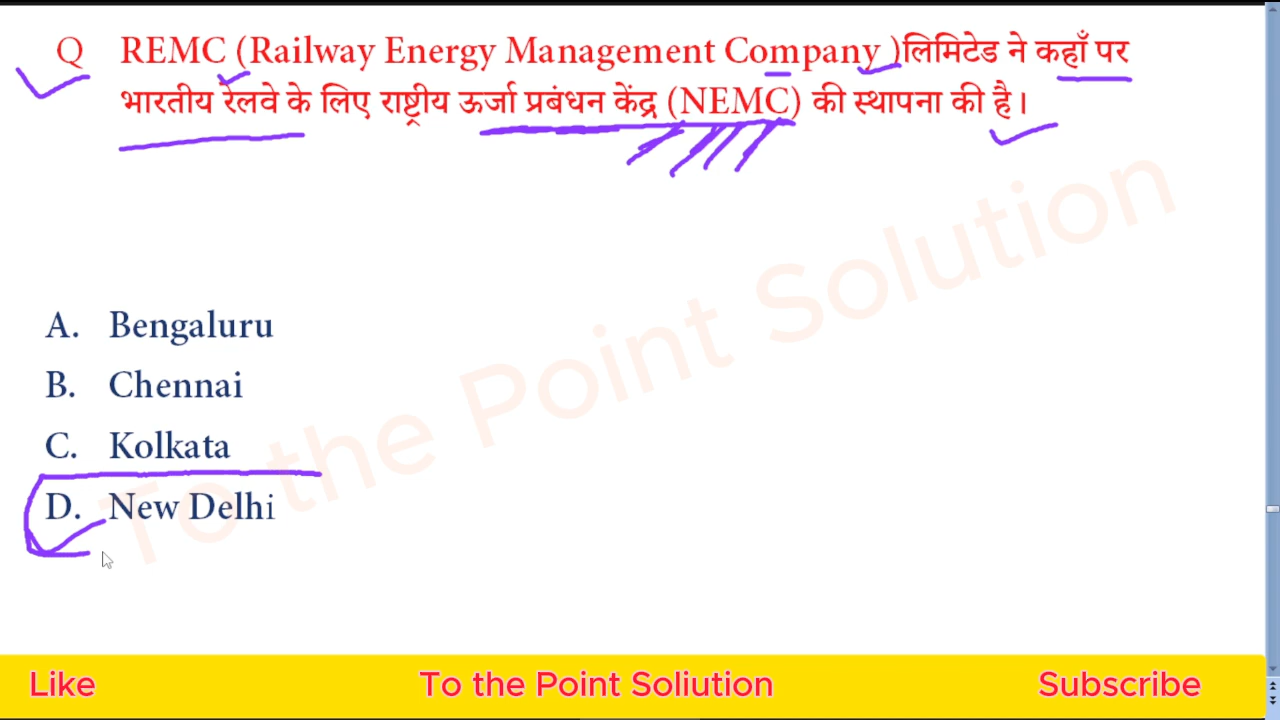 Q REMC (Railway Energy Management Company )लिमिटेड ने कहाँ पर
भारतीय रेलवे के लिए राष्ट्रीय ऊर्जा प्रबंधन केंद्र (NEMC) की स्थापना की है।
To the Point Solution
A. Bengaluru
B. Chennai
C. Kolkata
D. New Delhi
Like To the Point Soliution Subscribe